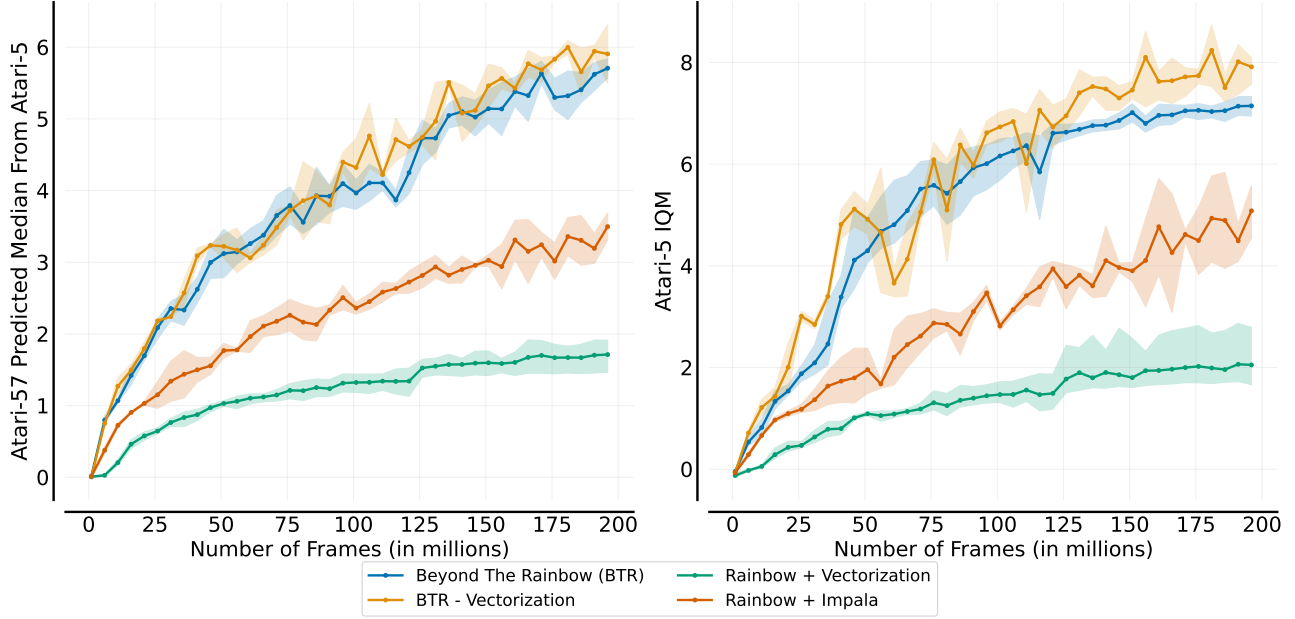 Atari-57 Predicted Median From Atari-5
6
5
4
3
2
1
0
0 25 50 75 100 125 150 175 200
Number of Frames (in millions)
Atari-5 IQM
8
6
4
2
0
0 25 50 75 100 125 150 175 200
Number of Frames (in millions)
Beyond The Rainbow (BTR)
BTR - Vectorization
Rainbow + Vectorization
Rainbow + Impala